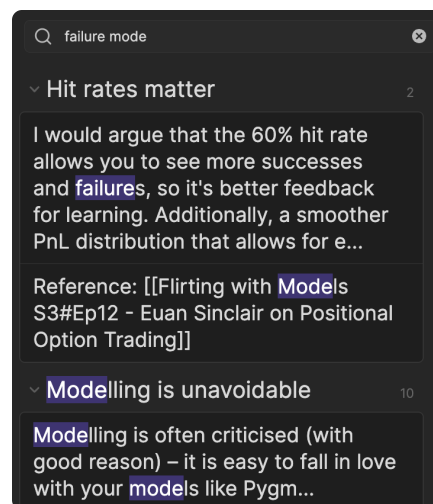 failure mode
Hit rates matter
2
I would argue that the 60% hit rate
allows you to see more successes
and failures, so it's better feedback
for learning. Additionally, a smoother
PnL distribution that allows for e...
Reference: [[Flirting with Models
S3#Ep12 - Euan Sinclair on Positional
Option Trading]]
Modelling is unavoidable
10
Modelling is often criticised (with
good reason) – it is easy to fall in love
with your models like Pygm...